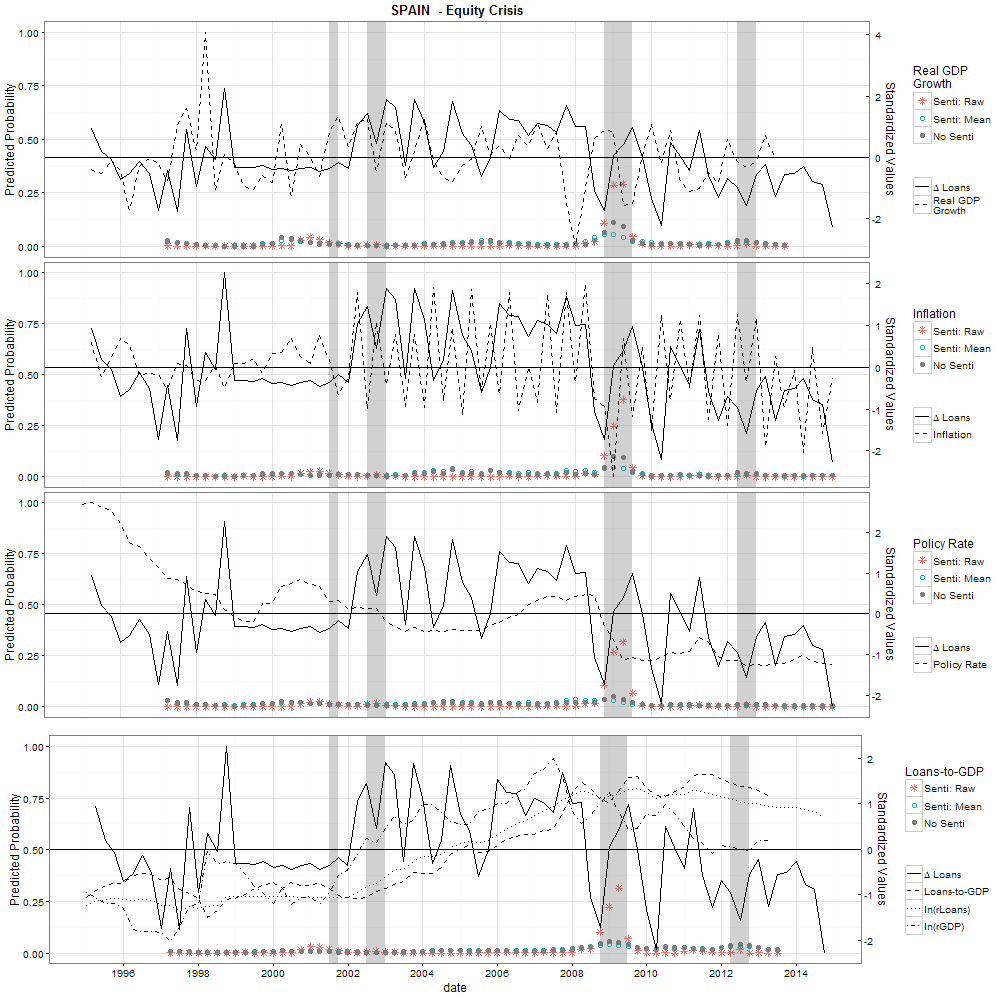 SPAIN - Equity Crisis
1.00
0.75
0.50
0.25
0.00
Predicted Probability
4
2
0
-2
Standardized Values
Real GDP
Growth
Senti: Raw
Senti: Mean
No Senti
Δ Loans
Real GDP
Growth
1.00
0.75
0.50
0.25
0.00
Predicted Probability
2
1
0
-1
-2
Standardized Values
Inflation
Senti: Raw
Senti: Mean
No Senti
Δ Loans
Inflation
1.00
0.75
0.50
0.25
0.00
Predicted Probability
2
1
0
-1
-2
Standardized Values
Policy Rate
Senti: Raw
Senti: Mean
No Senti
Δ Loans
Policy Rate
1.00
0.75
0.50
0.25
0.00
Predicted Probability
2
1
0
-1
-2
Standardized Values
Loans-to-GDP
Senti: Raw
Senti: Mean
No Senti
Δ Loans
Loans-to-GDP
ln(rLoans)
ln(rGDP)
1996 1998 2000 2002 2004 2006 2008 2010 2012 2014
date